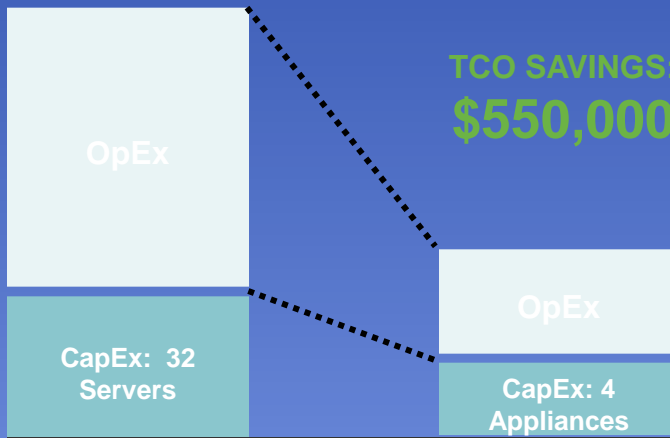 TCO SAVINGS:
$550,000
OpEx
OpEx
CapEx: 32
Servers
CapEx: 4
Appliances